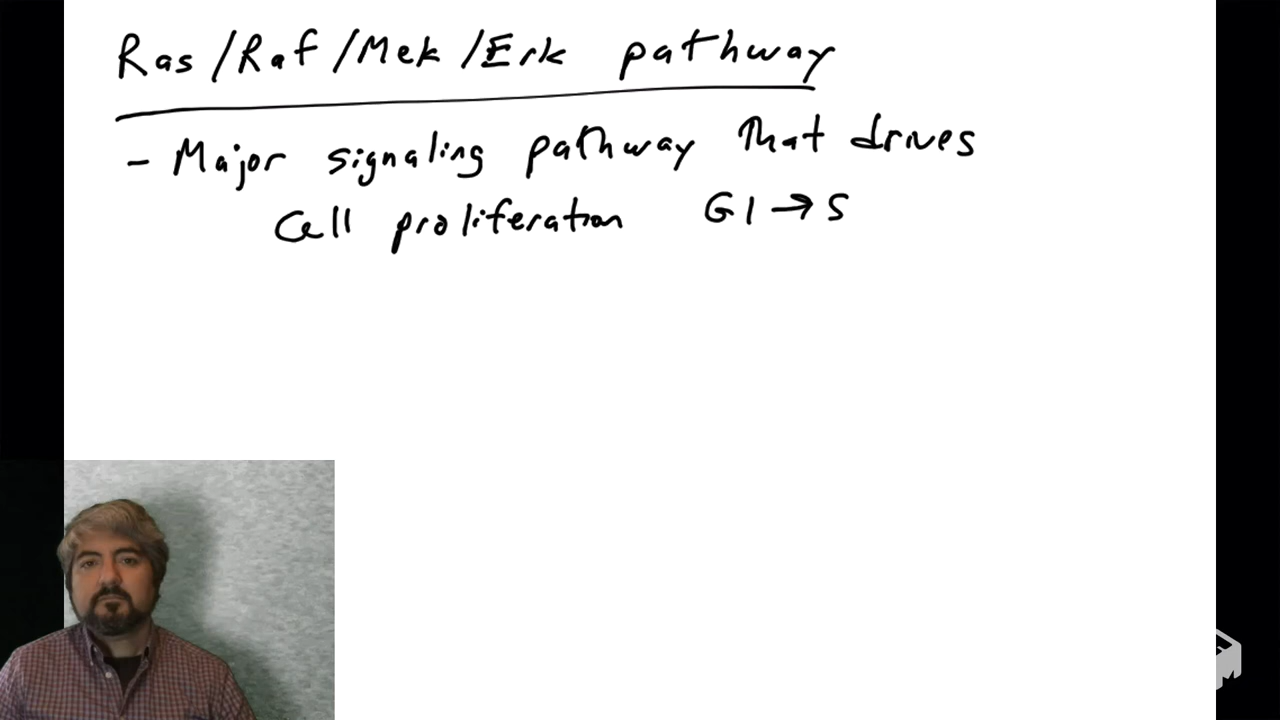 Ras/Raf/Mek/Erk pathway
- Major signaling pathway that drives
Cell proliferation G1→S